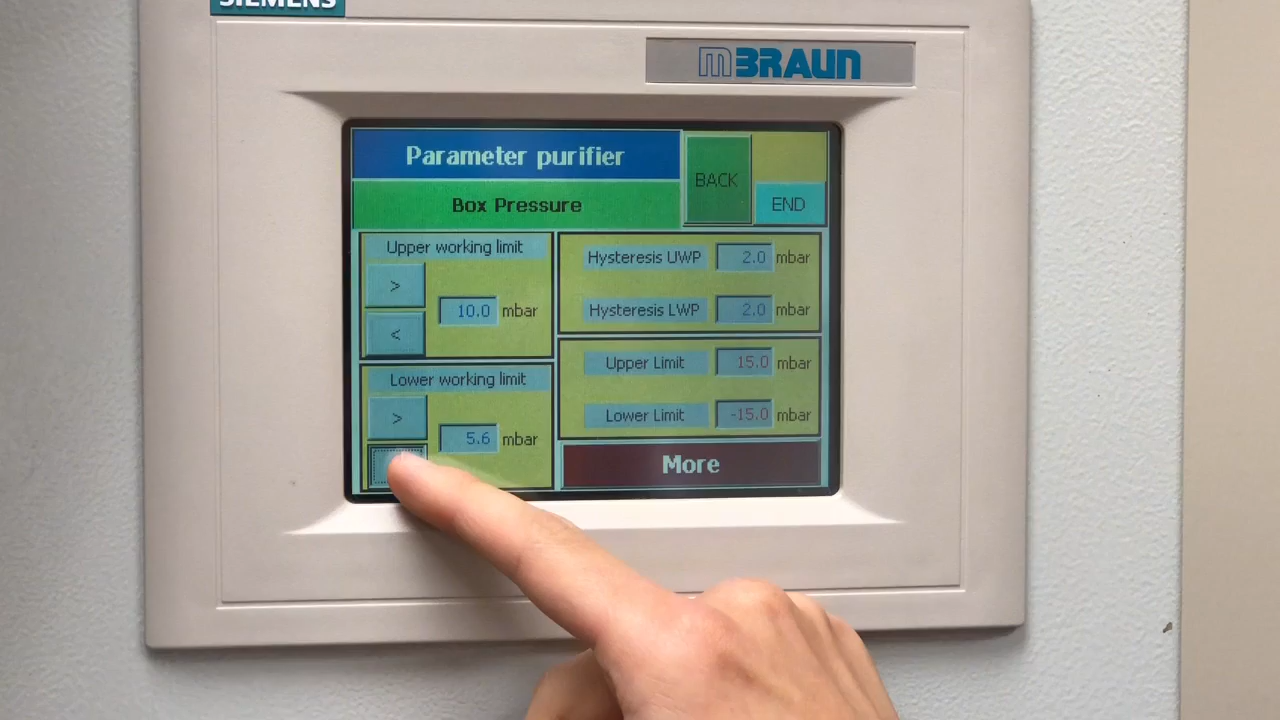 SIEMENS
mBRAUN
Parameter purifier
BACK
Box Pressure
END
Upper working limit
>
10.0 mbar
<
Lower working limit
>
5.6 mbar
Hysteresis UWP 2.0 mbar
Hysteresis LWP 2.0 mbar
Upper Limit 15.0 mbar
Lower Limit -15.0 mbar
More